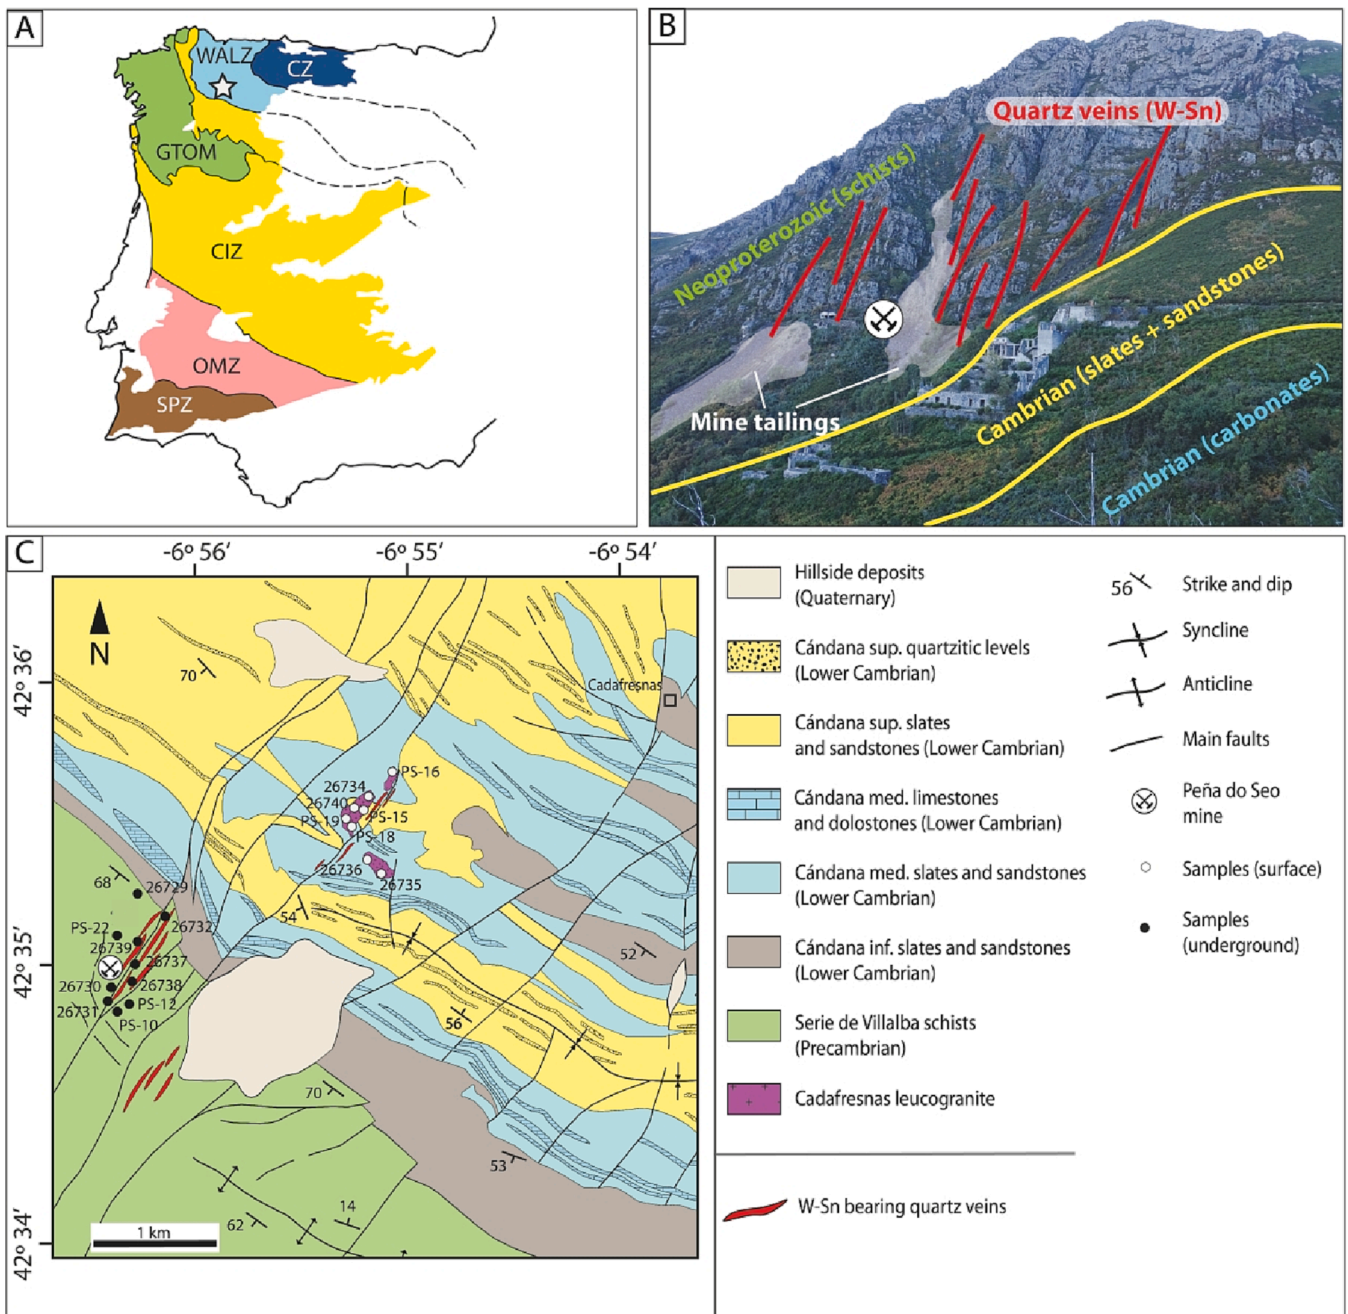 A
WALZ
CZ
GTOM
CIZ
OMZ
SPZ
B
Quartz veins (W-Sn)
Neoproterozoic (schists)
Cambrian (slates + sandstones)
Mine tailings
Cambrian (carbonates)
C
-6º 56′
-6º 55′
-6º 54′
42º 36′
42º 35′
42º 34′
N
70
Cadafresnas
PS-16
26734
26740
PS-15
PS-19
PS-18
26736
26735
68
26729
54
PS-22
26732
26739
52
26737
26730
26738
26731
PS-12
PS-10
56
70
53
14
62
1 km
Hillside deposits
(Quaternary)
Cándana sup. quartzitic levels
(Lower Cambrian)
Cándana sup. slates
and sandstones (Lower Cambrian)
Cándana med. limestones
and dolostones (Lower Cambrian)
Cándana med. slates and sandstones
(Lower Cambrian)
Cándana inf. slates and sandstones
(Lower Cambrian)
Serie de Villalba schists
(Precambrian)
Cadafresnas leucogranite
W-Sn bearing quartz veins
56
Strike and dip
Syncline
Anticline
Main faults
Peña do Seo
mine
Samples (surface)
Samples
(underground)